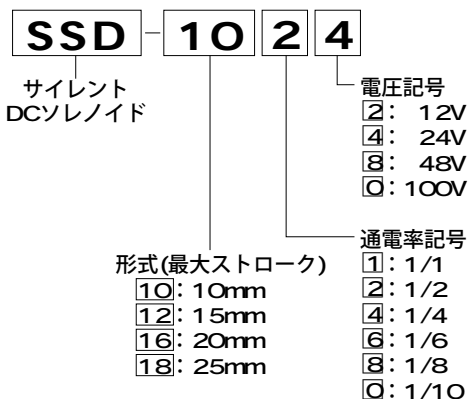 SSD-1024
サイレント
DCソレノイド
電圧記号
2: 12V
4: 24V
8: 48V
0: 100V
通電率記号
1: 1/1
2: 1/2
4: 1/4
6: 1/6
8: 1/8
0: 1/10
形式(最大ストローク)
10: 10mm
12: 15mm
16: 20mm
18: 25mm